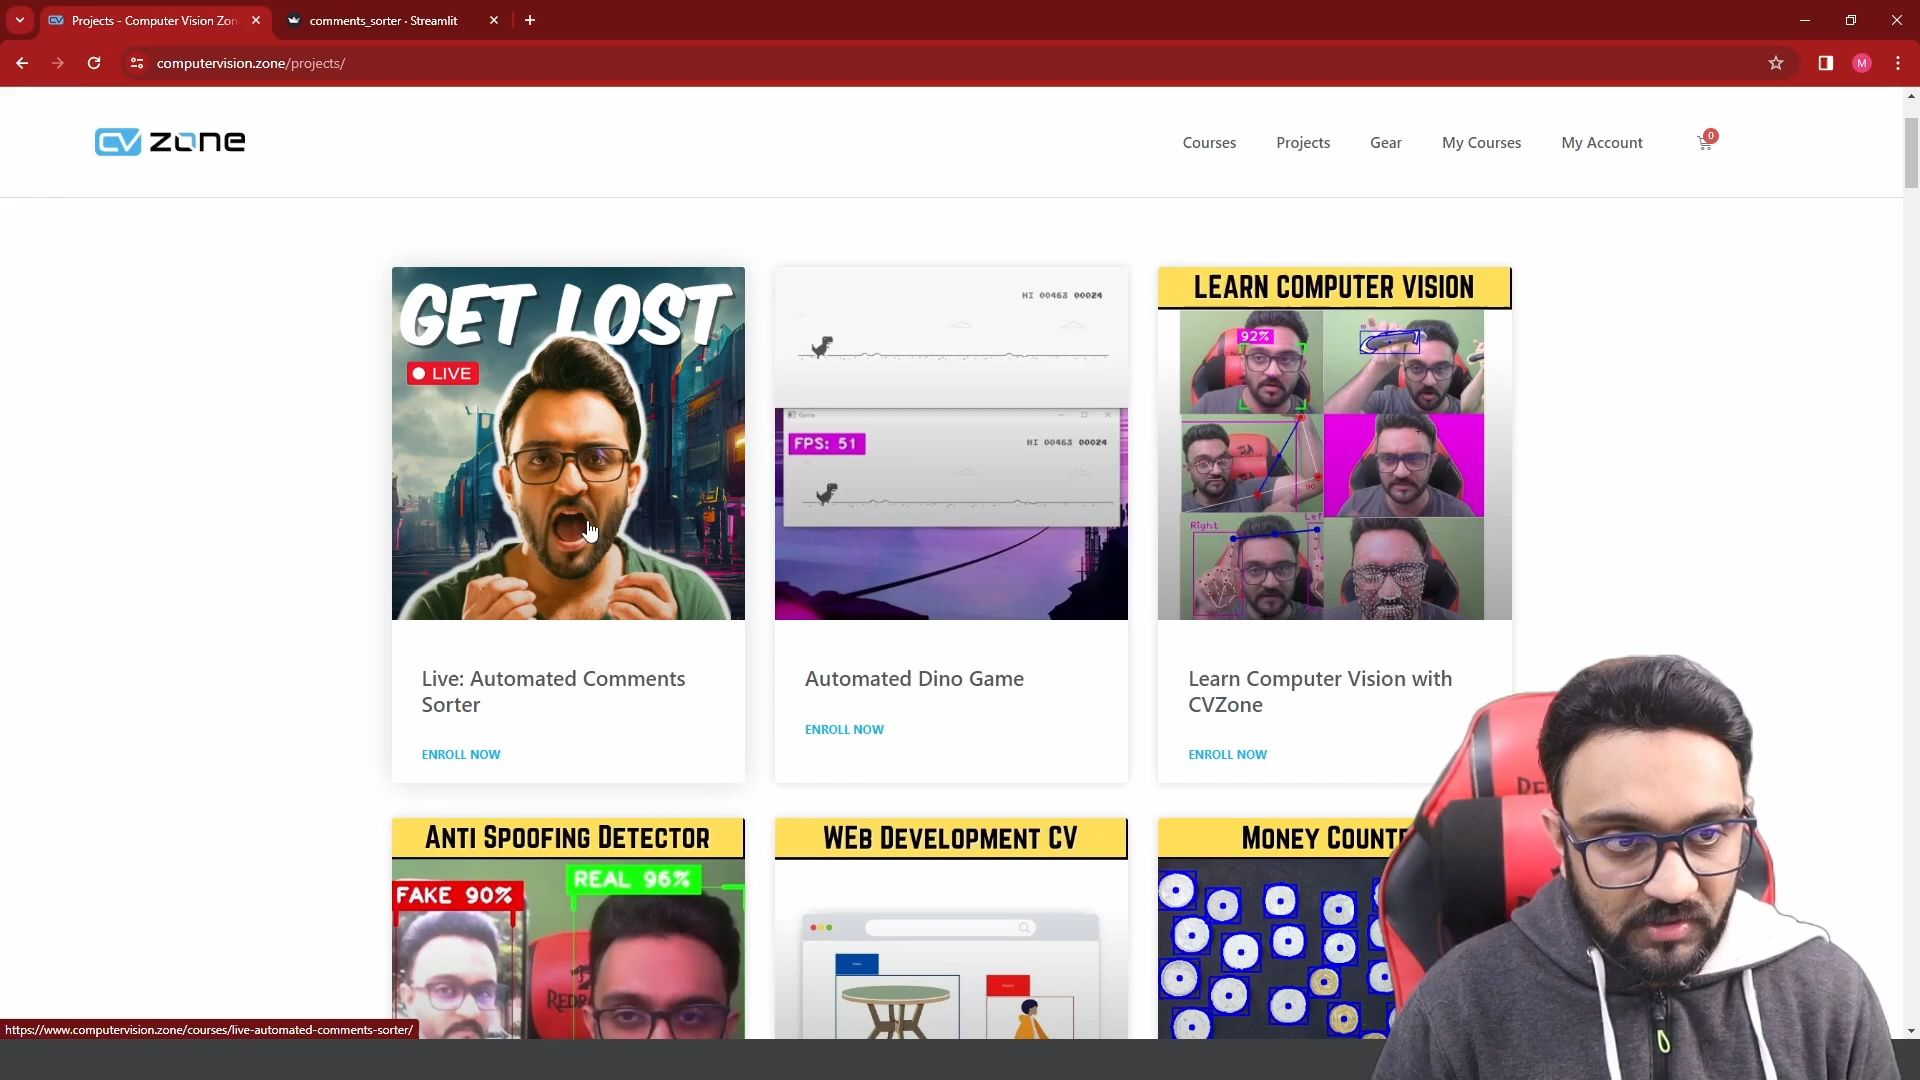 Projects - Computer Vision Zon
comments_sorter · Streamlit
computervision.zone/projects/
M
CV zone
Courses
Projects
Gear
My Courses
My Account
0
GET LOST
LIVE
HI 00463 00024
Game
FPS: 51
HI 00463 00024
LEARN COMPUTER VISION
92%
90
Right
Lef
Live: Automated Comments
Sorter
ENROLL NOW
Automated Dino Game
ENROLL NOW
Learn Computer Vision with
CVZone
ENROLL NOW
ANTI SPOOFING DETECTOR
FAKE 90%
REAL 96%
WEB DEVELOPMENT CV
MONEY COUNTE
https://www.computervision.zone/courses/live-automated-comments-sorter/